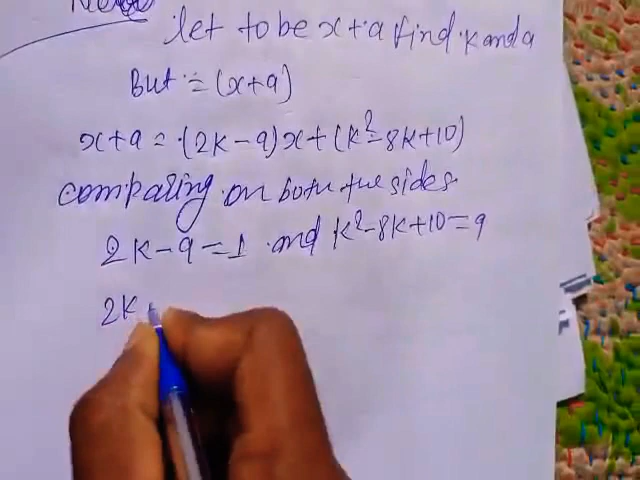 let to be x+a find k and a
But = (x+a)
x+a = (2k-9)x+(k²-8k+10)
comparing on both the sides
2k-9=1 and k²-8k+10=a
2k